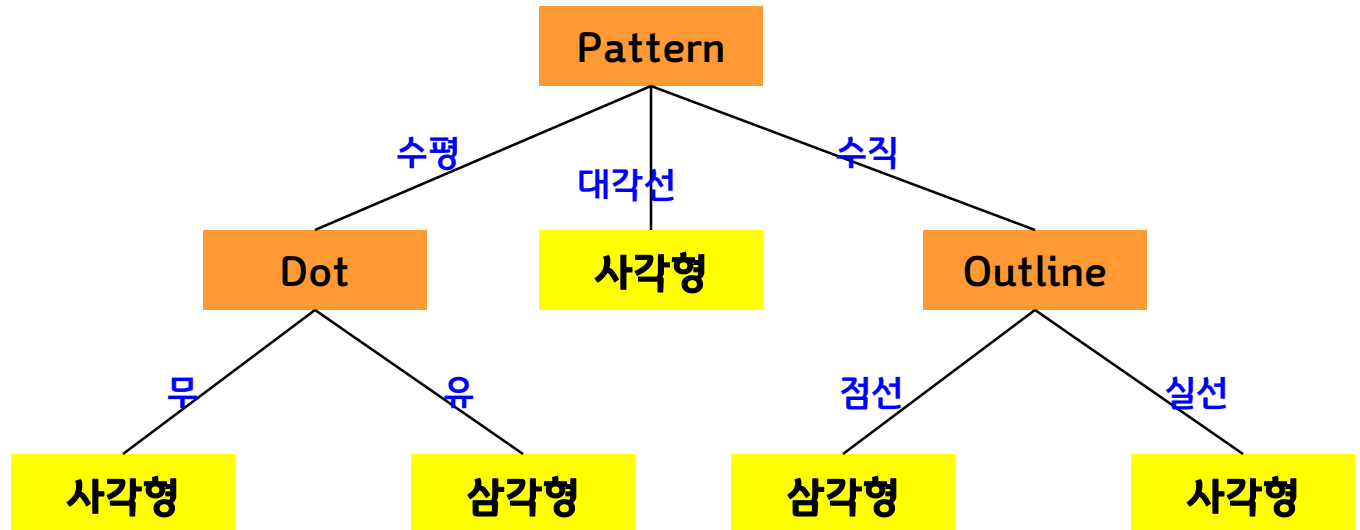 Pattern
수평
대각선
수직
Dot
사각형
Outline
무
유
점선
실선
사각형
삼각형
삼각형
사각형